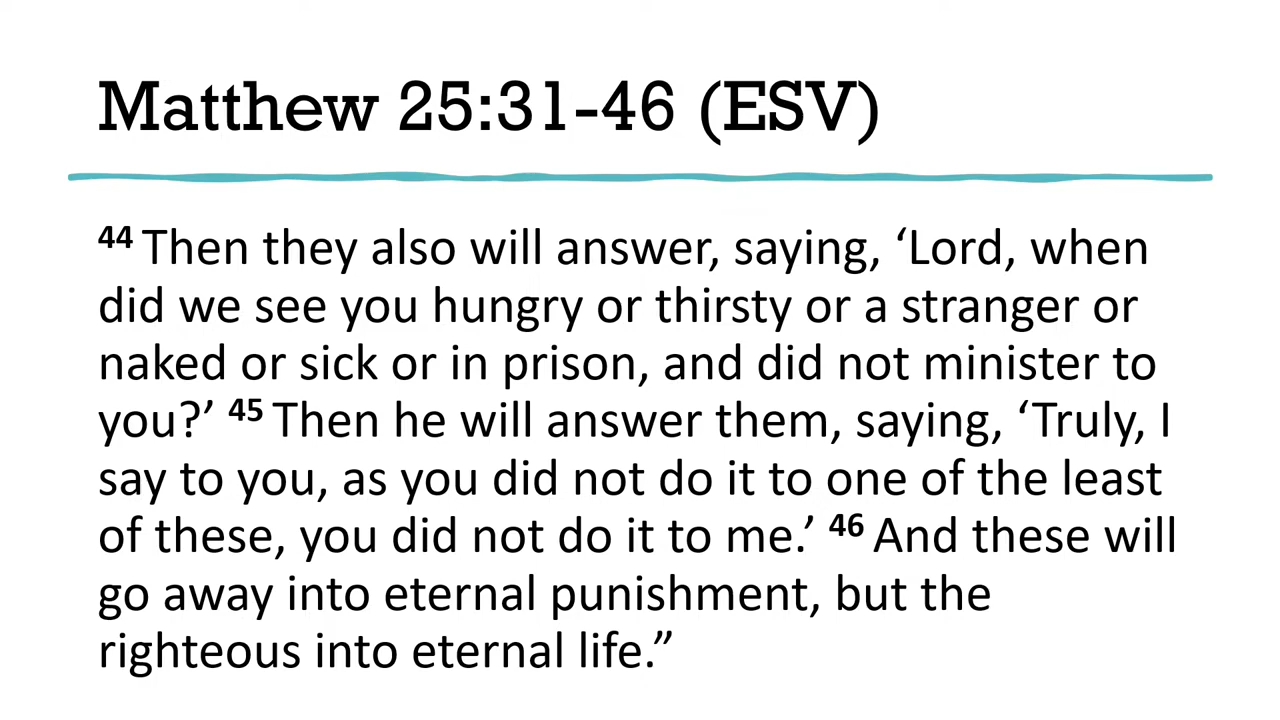 Matthew 25:31-46 (ESV)
44 Then they also will answer, saying, ‘Lord, when
did we see you hungry or thirsty or a stranger or
naked or sick or in prison, and did not minister to
you?’ 45 Then he will answer them, saying, ‘Truly, I
say to you, as you did not do it to one of the least
of these, you did not do it to me.’ 46 And these will
go away into eternal punishment, but the
righteous into eternal life.”